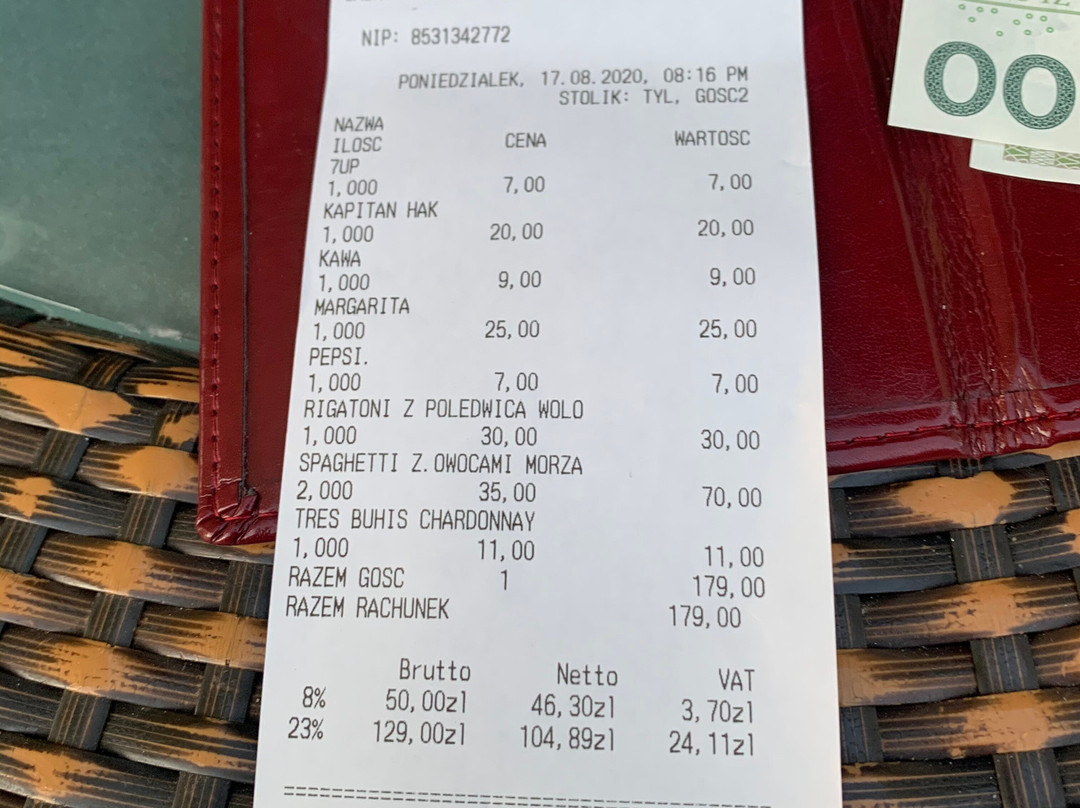 NIP: 8531342772
PONIEDZIALEK, 17.08.2020, 08:16 PM
STOLIK: TYL, GOSC2
NAZWA
ILOSC CENA WARTOSC
7UP
1,000 7,00 7,00
KAPITAN HAK
1,000 20,00 20,00
KAWA
1,000 9,00 9,00
MARGARITA
1,000 25,00 25,00
PEPSI.
1,000 7,00 7,00
RIGATONI Z POLEDWICA WOLO
1,000 30,00 30,00
SPAGHETTI Z.OWOCAMI MORZA
2,000 35,00 70,00
TRES BUHIS CHARDONNAY
1,000 11,00 11,00
RAZEM GOSC 1 179,00
RAZEM RACHUNEK 179,00
Brutto Netto VAT
8% 50,00zl 46,30zl 3,70zl
23% 129,00zl 104,89zl 24,11zl
==========================================
00